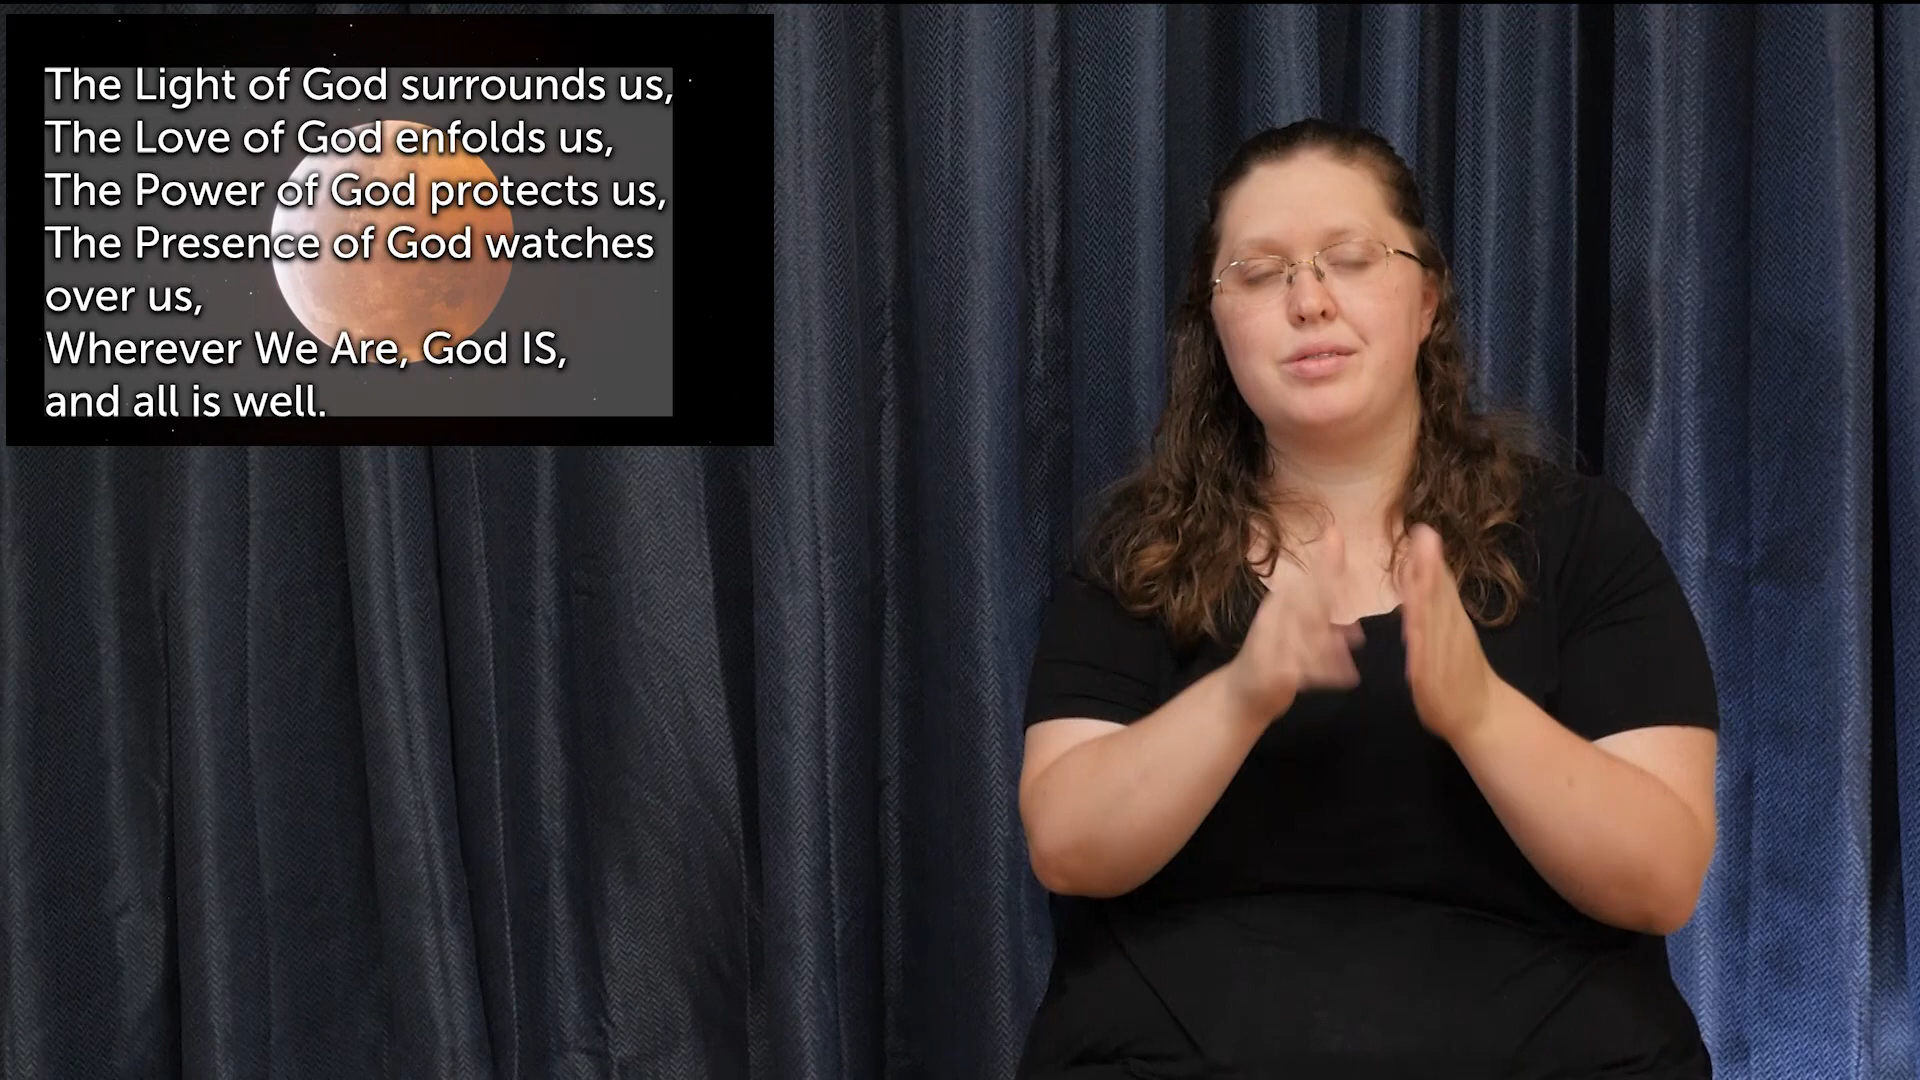 The Light of God surrounds us,
The Love of God enfolds us,
The Power of God protects us,
The Presence of God watches
over us,
Wherever We Are, God IS,
and all is well.